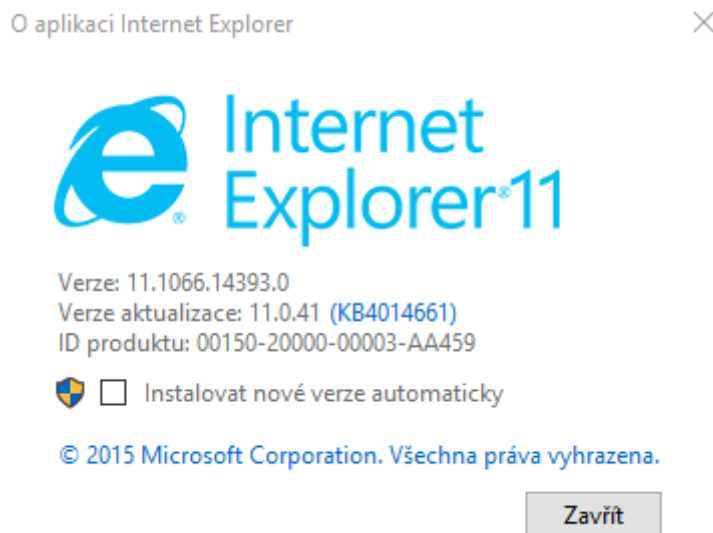 O aplikaci Internet Explorer
Internet
Explorer®11
Verze: 11.1066.14393.0
Verze aktualizace: 11.0.41 (KB4014661)
ID produktu: 00150-20000-00003-AA459
Instalovat nové verze automaticky
© 2015 Microsoft Corporation. Všechna práva vyhrazena.
Zavřít